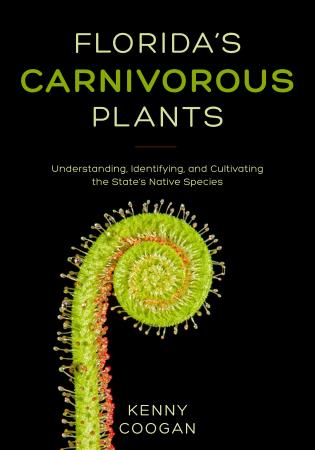 FLORIDA'S
CARNIVOROUS
PLANTS
Understanding, Identifying, and Cultivating
the State's Native Species
KENNY
COOGAN